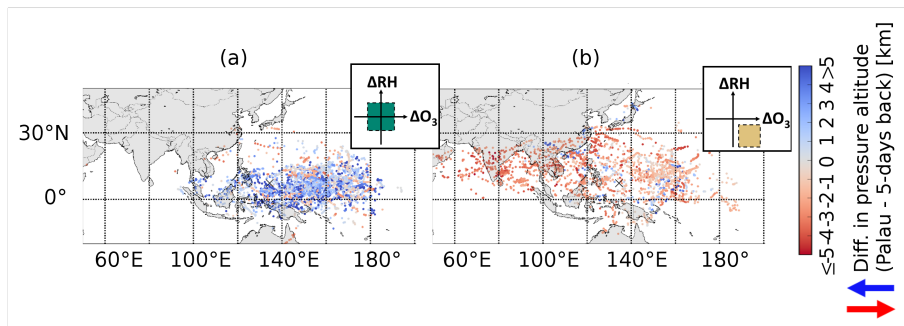 (a)
(b)
ΔRH
ΔO₃
ΔRH
ΔO₃
30°N
0°
60°E 100°E 140°E 180°
60°E 100°E 140°E 180°
≤-5-4-3-2-1 0 1 2 3 4>5
Diff. in pressure altitude
(Palau - 5-days back) [km]